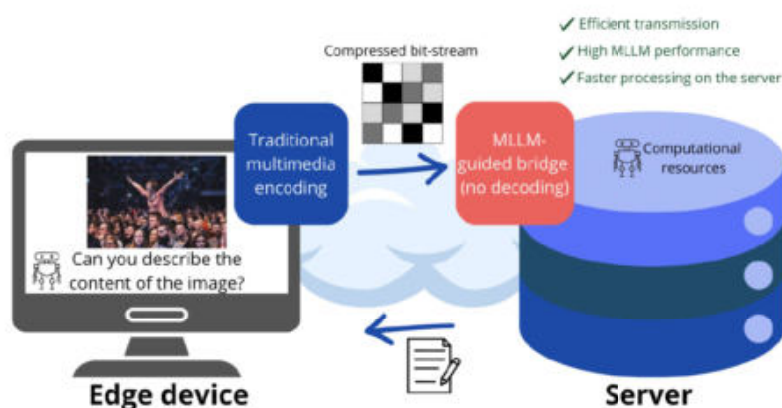 Compressed bit-stream
✓ Efficient transmission
✓ High MLLM performance
✓ Faster processing on the server
Traditional
multimedia
encoding
MLLM-
guided bridge
(no decoding)
Computational
resources
Can you describe the
content of the image?
Edge device
Server